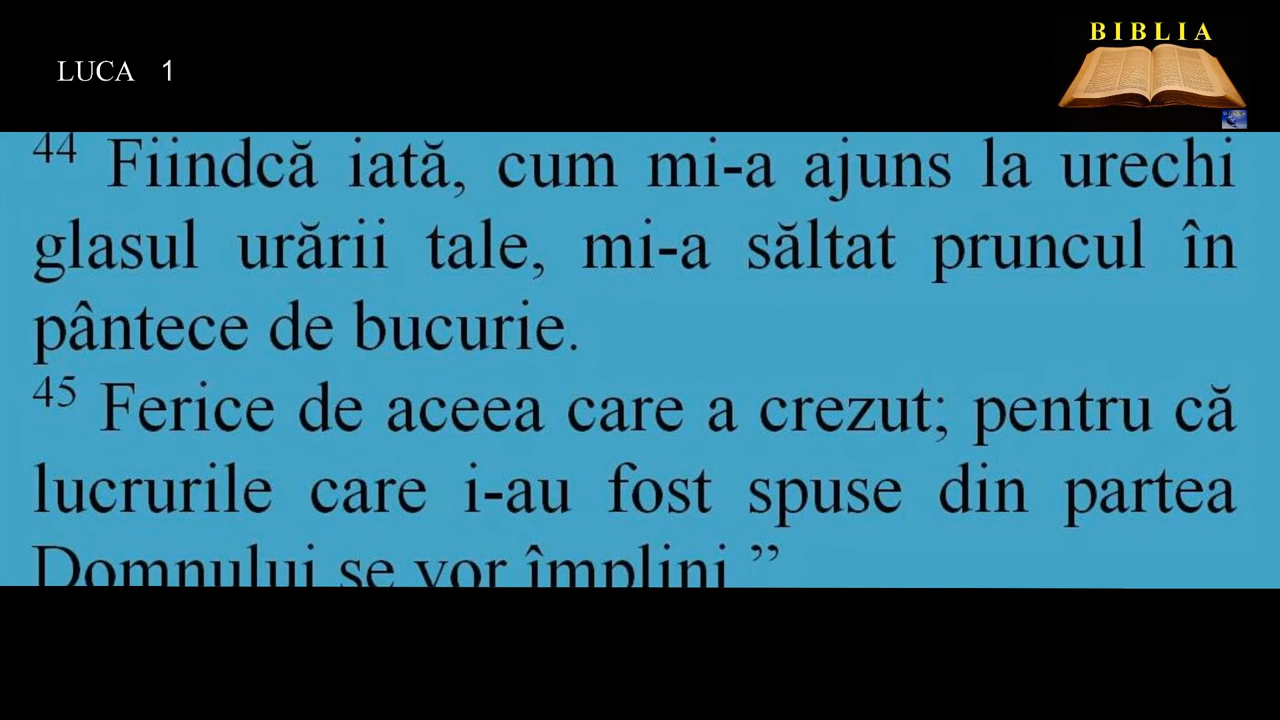 BIBLIA
LUCA 1
44 Fiindcă iată, cum mi-a ajuns la urechi
glasul urării tale, mi-a săltat pruncul în
pântece de bucurie.
45 Ferice de aceea care a crezut; pentru că
lucrurile care i-au fost spuse din partea
Domnului se vor împlini.”